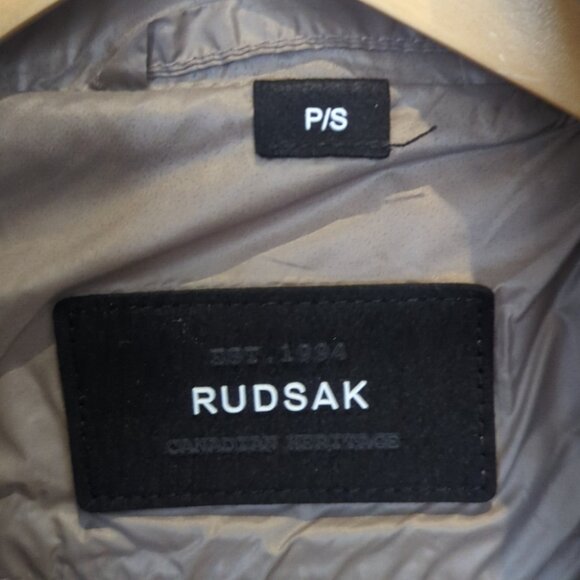 P/S
EST.1994
RUDSAK
CANADIAN HERITAGE